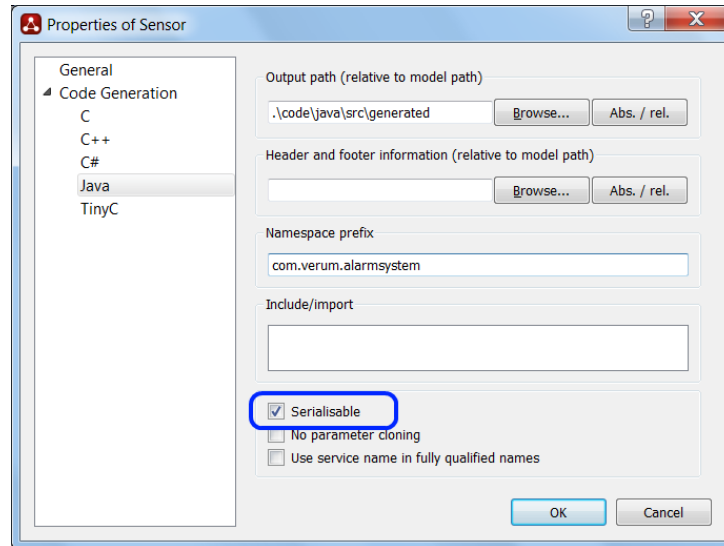 Properties of Sensor
General
Code Generation
C
C++
C#
Java
TinyC
Output path (relative to model path)
.\code\java\src\generated
Browse...
Abs. / rel.
Header and footer information (relative to model path)
Browse...
Abs. / rel.
Namespace prefix
com.verum.alarmsystem
Include/import
Serialisable
No parameter cloning
Use service name in fully qualified names
OK
Cancel